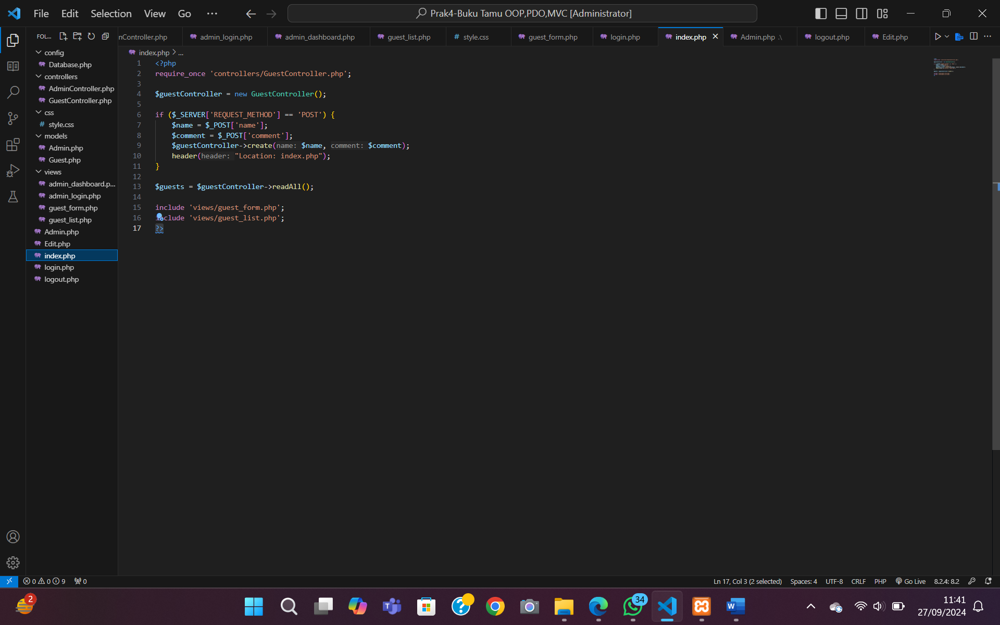 File Edit Selection View Go ···
Prak4-Buku Tamu OOP,PDO,MVC [Administrator]
FOL...
nController.php admin_login.php admin_dashboard.php guest_list.php # style.css guest_form.php login.php index.php Admin.php .\ logout.php Edit.php
index.php > ...
config
Database.php
controllers
AdminController.php
GuestController.php
css
# style.css
models
Admin.php
Guest.php
views
admin_dashboard.p...
admin_login.php
guest_form.php
guest_list.php
Admin.php
Edit.php
index.php
login.php
logout.php
1 <?php
2 require_once 'controllers/GuestController.php';
3
4 $guestController = new GuestController();
5
6 if ($_SERVER['REQUEST_METHOD'] == 'POST') {
7 $name = $_POST['name'];
8 $comment = $_POST['comment'];
9 $guestController->create(name: $name, comment: $comment);
10 header(header: "Location: index.php");
11 }
12
13 $guests = $guestController->readAll();
14
15 include 'views/guest_form.php';
16 include 'views/guest_list.php';
17 ?>
0 0 9 0
Ln 17, Col 3 (2 selected) Spaces: 4 UTF-8 CRLF PHP Go Live 8.2.4: 8.2
2
34
11:41
27/09/2024